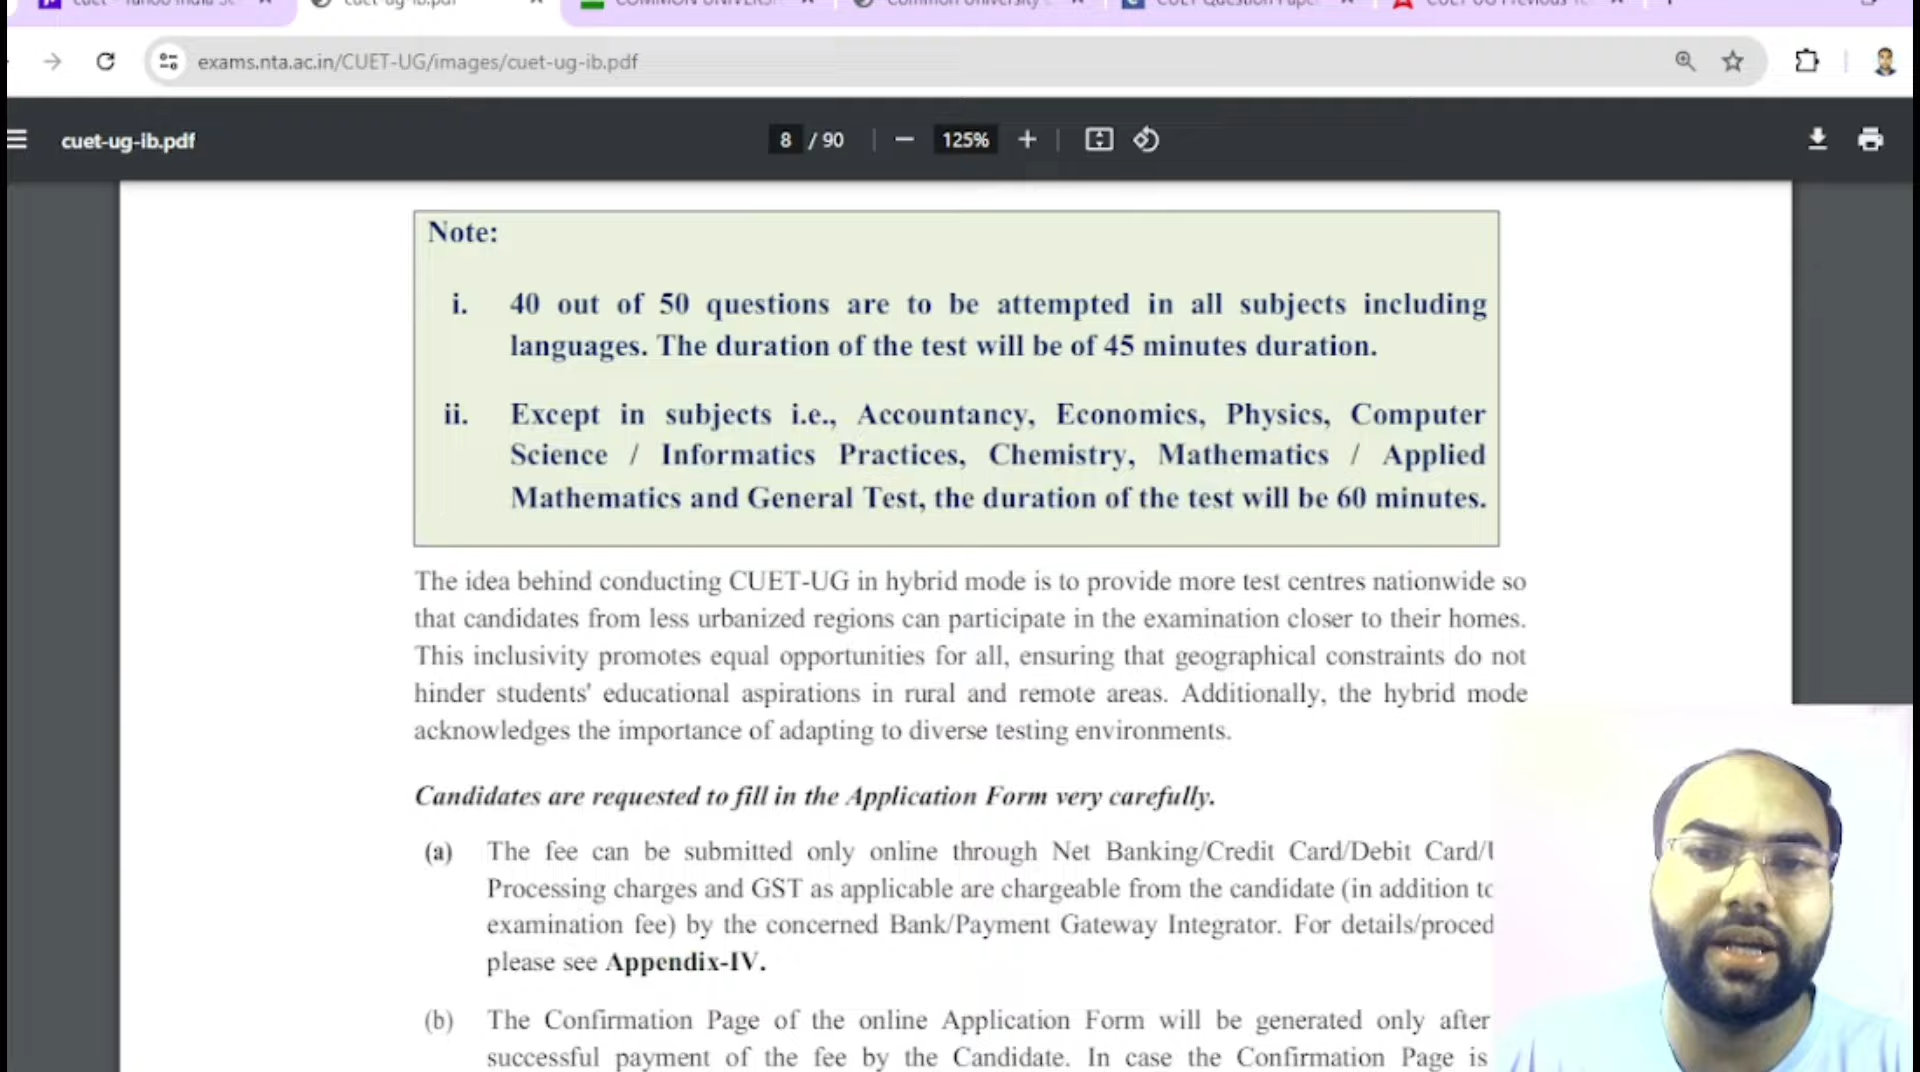 exams.nta.ac.in/CUET-UG/images/cuet-ug-ib.pdf
cuet-ug-ib.pdf
8 / 90
125%
Note:
i. 40 out of 50 questions are to be attempted in all subjects including
languages. The duration of the test will be of 45 minutes duration.
ii. Except in subjects i.e., Accountancy, Economics, Physics, Computer
Science / Informatics Practices, Chemistry, Mathematics / Applied
Mathematics and General Test, the duration of the test will be 60 minutes.
The idea behind conducting CUET-UG in hybrid mode is to provide more test centres nationwide so
that candidates from less urbanized regions can participate in the examination closer to their homes.
This inclusivity promotes equal opportunities for all, ensuring that geographical constraints do not
hinder students' educational aspirations in rural and remote areas. Additionally, the hybrid mode
acknowledges the importance of adapting to diverse testing environments.
Candidates are requested to fill in the Application Form very carefully.
(a) The fee can be submitted only online through Net Banking/Credit Card/Debit Card/
Processing charges and GST as applicable are chargeable from the candidate (in addition to
examination fee) by the concerned Bank/Payment Gateway Integrator. For details/proced
please see Appendix-IV.
(b) The Confirmation Page of the online Application Form will be generated only after
successful payment of the fee by the Candidate. In case the Confirmation Page is